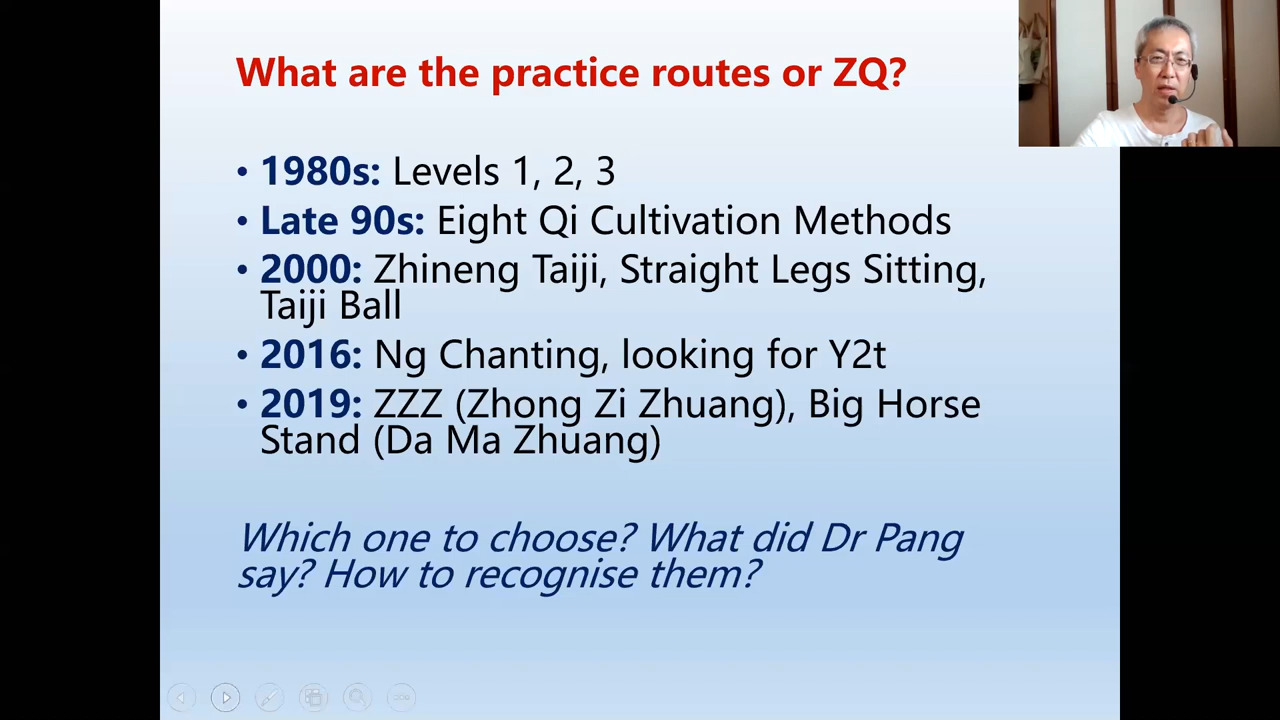 What are the practice routes or ZQ?
• 1980s: Levels 1, 2, 3
• Late 90s: Eight Qi Cultivation Methods
• 2000: Zhineng Taiji, Straight Legs Sitting,
Taiji Ball
• 2016: Ng Chanting, looking for Y2t
• 2019: ZZZ (Zhong Zi Zhuang), Big Horse
Stand (Da Ma Zhuang)
Which one to choose? What did Dr Pang
say? How to recognise them?